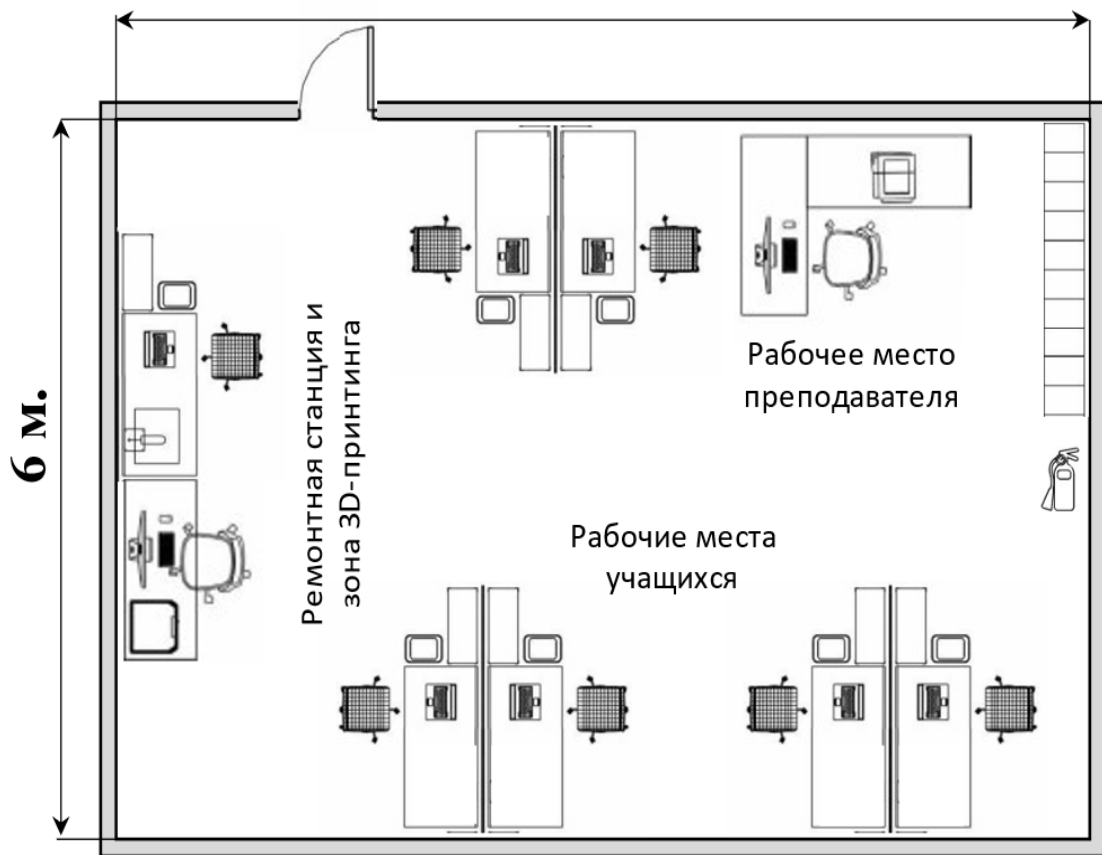 6 м.
Ремонтная станция и
зона 3D-принтинга
Рабочее место
преподавателя
Рабочие места
учащихся